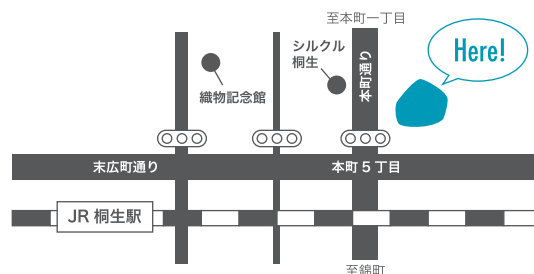 至本町一丁目
Here!
シルクル
桐生
本町通り
織物記念館
末広町通り
本町5丁目
JR 桐生駅
至錦町